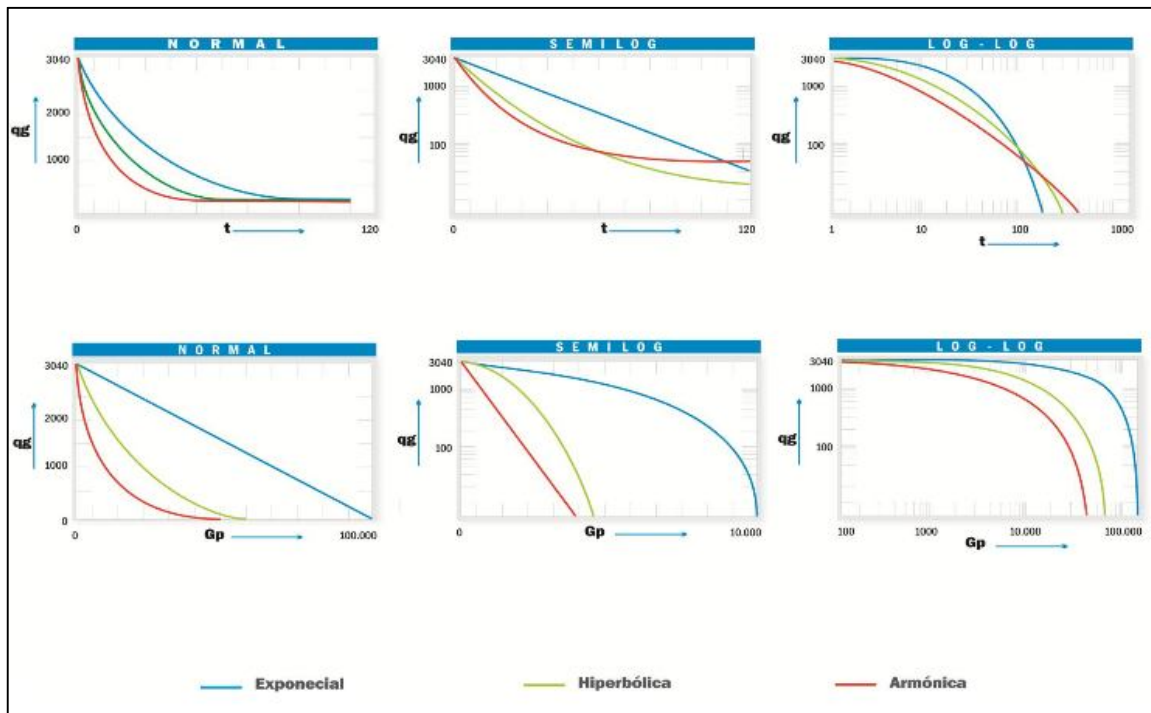 NORMAL
3040
2000
1000
qg
0
t
120
SEMILOG
3040
1000
100
qg
0
t
120
LOG-LOG
3040
1000
100
qg
1
10
100
1000
t
NORMAL
3040
2000
1000
0
qg
0
Gp
100.000
SEMILOG
3040
1000
100
qg
0
Gp
10.000
LOG-LOG
3040
1000
100
qg
100
1000
10.000
100.000
Gp
Exponecial
Hiperbólica
Armónica